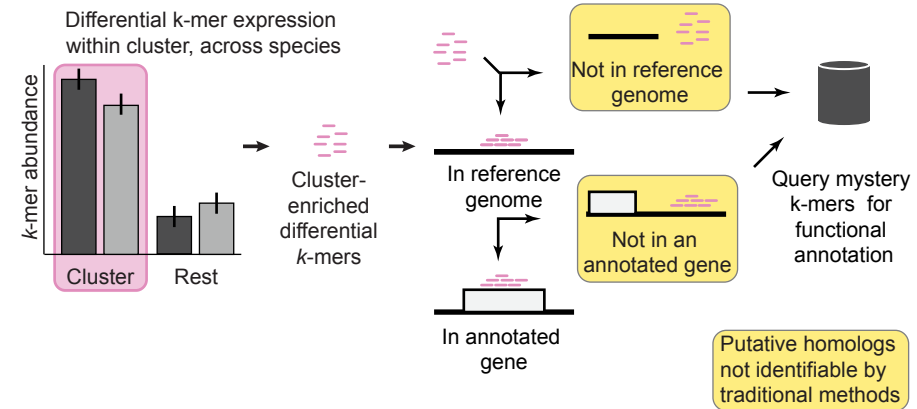 Differential k-mer expression
within cluster, across species
k-mer abundance
Cluster
Rest
Cluster-
enriched
differential
k-mers
In reference
genome
Not in reference
genome
In annotated
gene
Not in an
annotated gene
Query mystery
k-mers for
functional
annotation
Putative homologs
not identifiable by
traditional methods